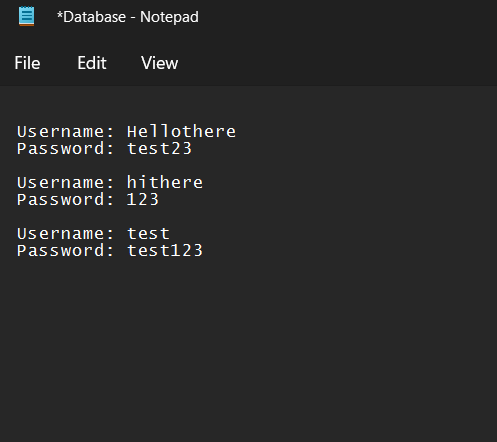 *Database - Notepad
File Edit View
Username: Hellothere
Password: test23
Username: hithere
Password: 123
Username: test
Password: test123